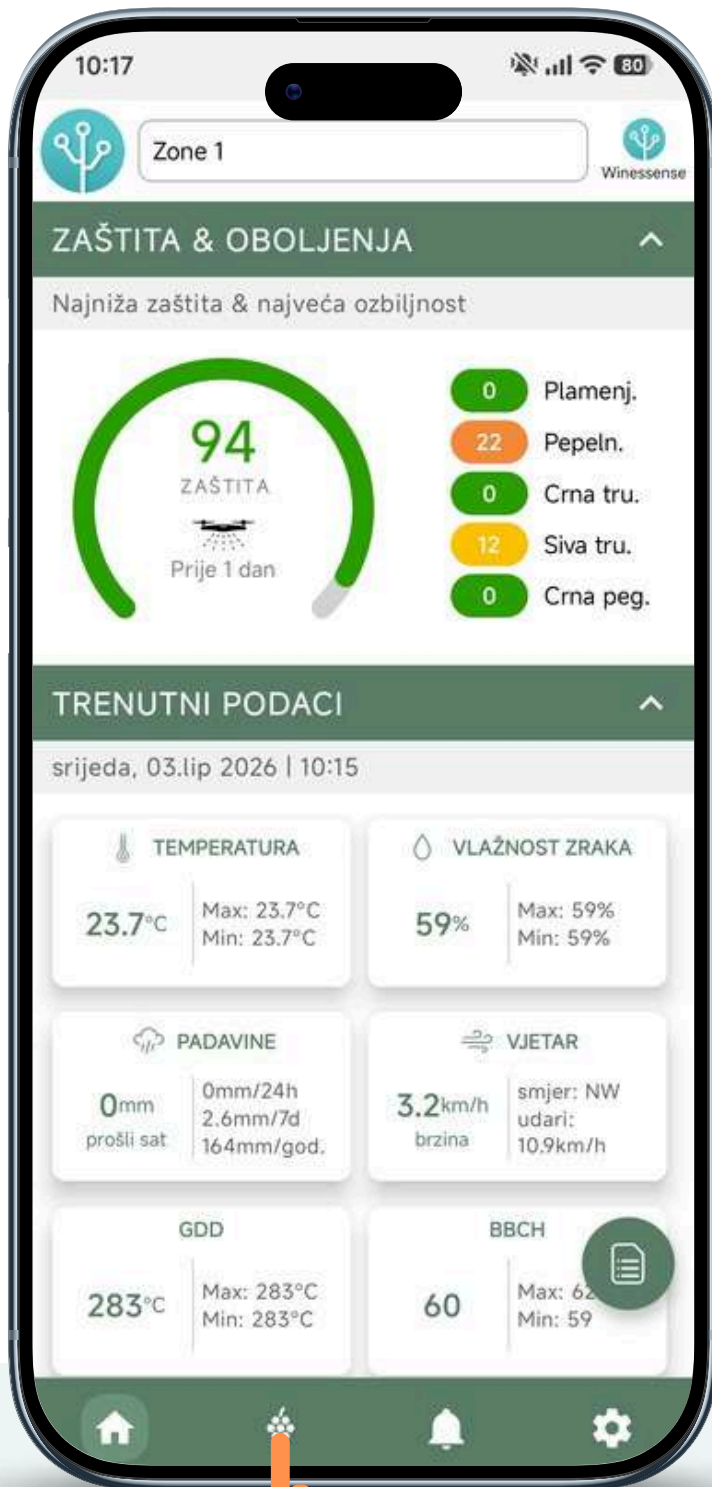 10:17
80
Zone 1
Winessense
ZAŠTITA & OBOLJENJA
Najniža zaštita & najveća ozbiljnost
94
ZAŠTITA
Prije 1 dan
0 Plamenj.
22 Pepeln.
0 Crna tru.
12 Siva tru.
0 Crna peg.
TRENUTNI PODACI
srijeda, 03.lip 2026 | 10:15
TEMPERATURA
23.7°C
Max: 23.7°C
Min: 23.7°C
VLAŽNOST ZRAKA
59%
Max: 59%
Min: 59%
PADAVINE
0mm
prošli sat
0mm/24h
2.6mm/7d
164mm/god.
VJETAR
3.2km/h
brzina
smjer: NW
udari:
10.9km/h
GDD
283°C
Max: 283°C
Min: 283°C
BBCH
60
Max: 62
Min: 59